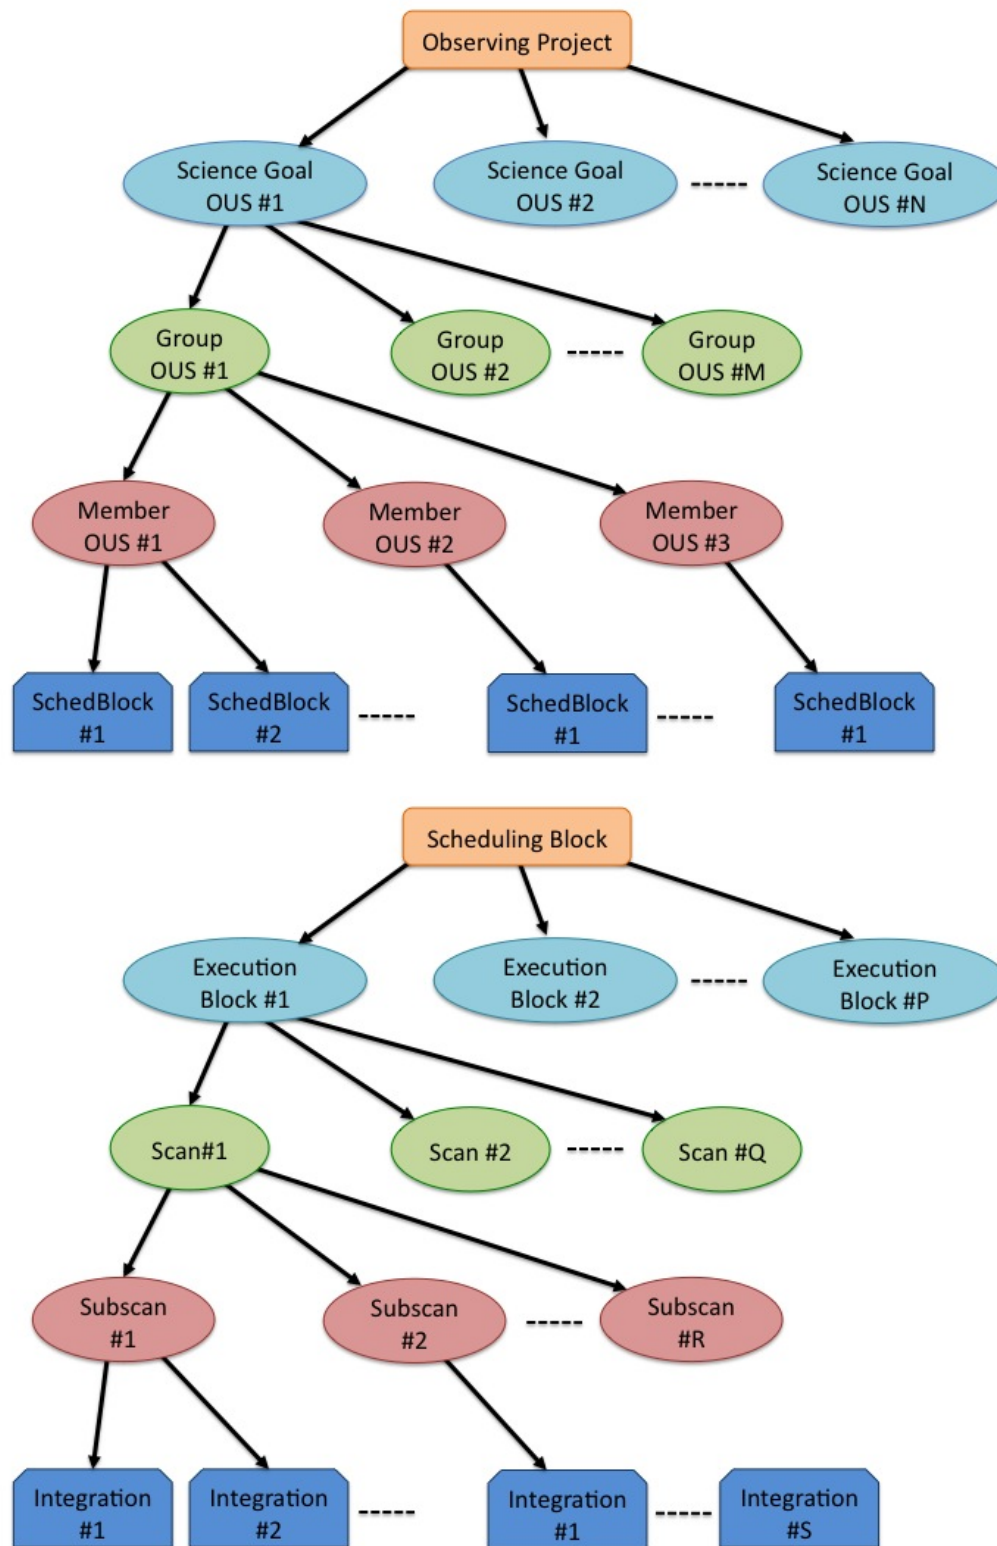 Observing Project
Science Goal
OUS #1
Science Goal
OUS #2
Science Goal
OUS #N
Group
OUS #1
Group
OUS #2
Group
OUS #M
Member
OUS #1
Member
OUS #2
Member
OUS #3
SchedBlock
#1
SchedBlock
#2
SchedBlock
#1
SchedBlock
#1
Scheduling Block
Execution
Block #1
Execution
Block #2
Execution
Block #P
Scan#1
Scan #2
Scan #Q
Subscan
#1
Subscan
#2
Subscan
#R
Integration
#1
Integration
#2
Integration
#1
Integration
#S